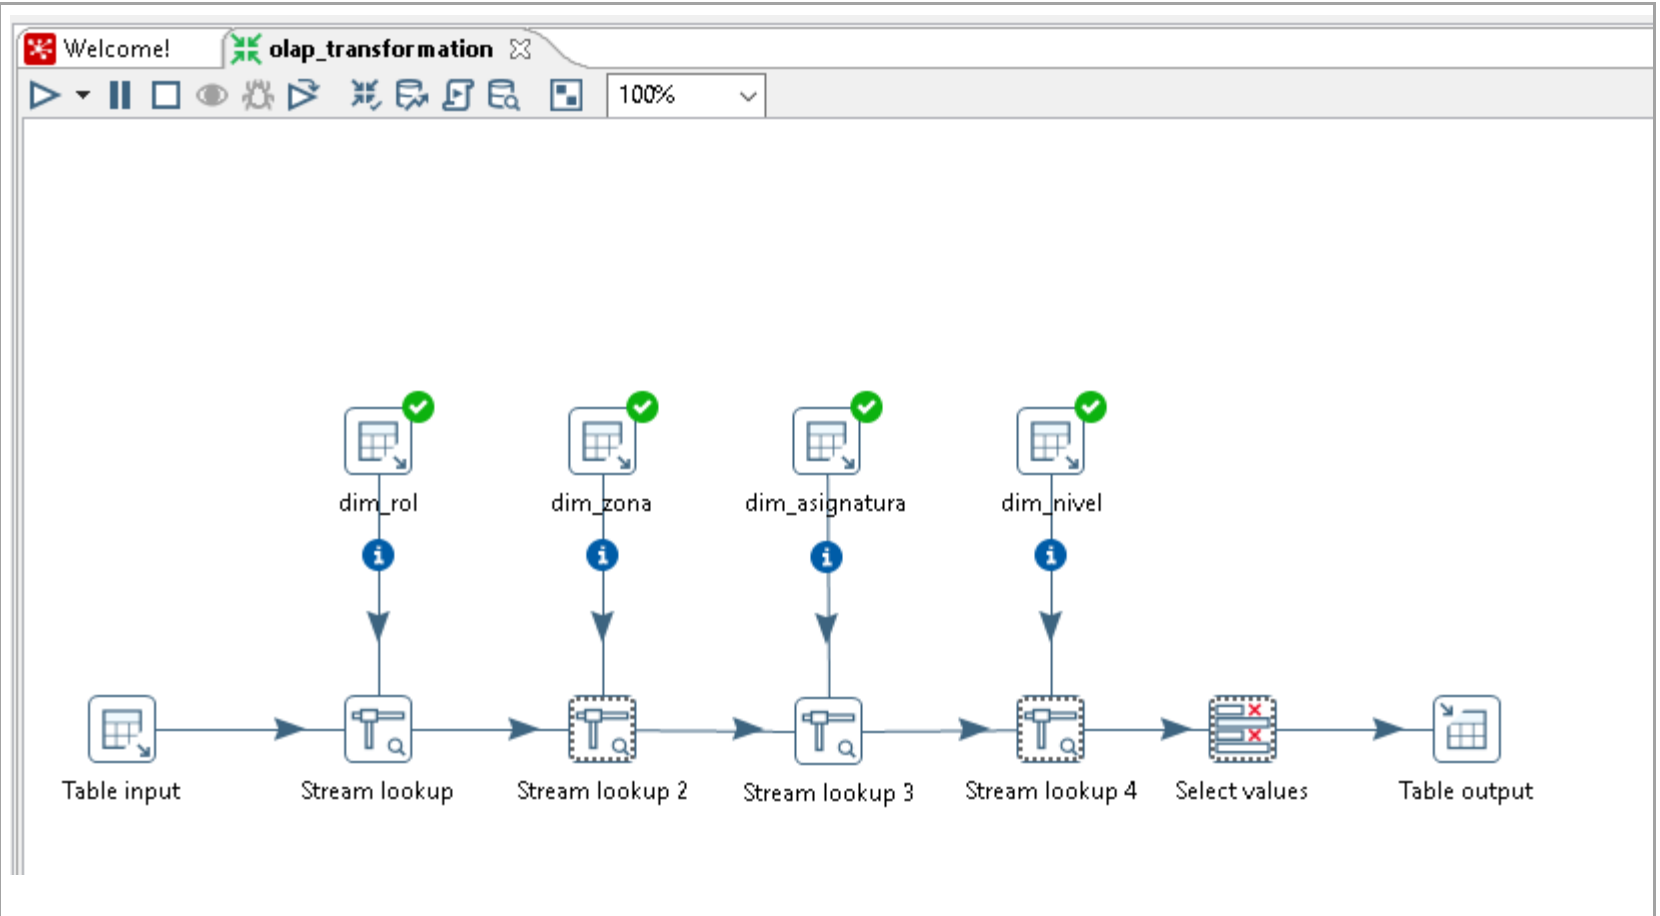 Welcome!
olap_transformation
100%
dim_rol
dim_zona
dim_asignatura
dim_nivel
Table input
Stream lookup
Stream lookup 2
Stream lookup 3
Stream lookup 4
Select values
Table output